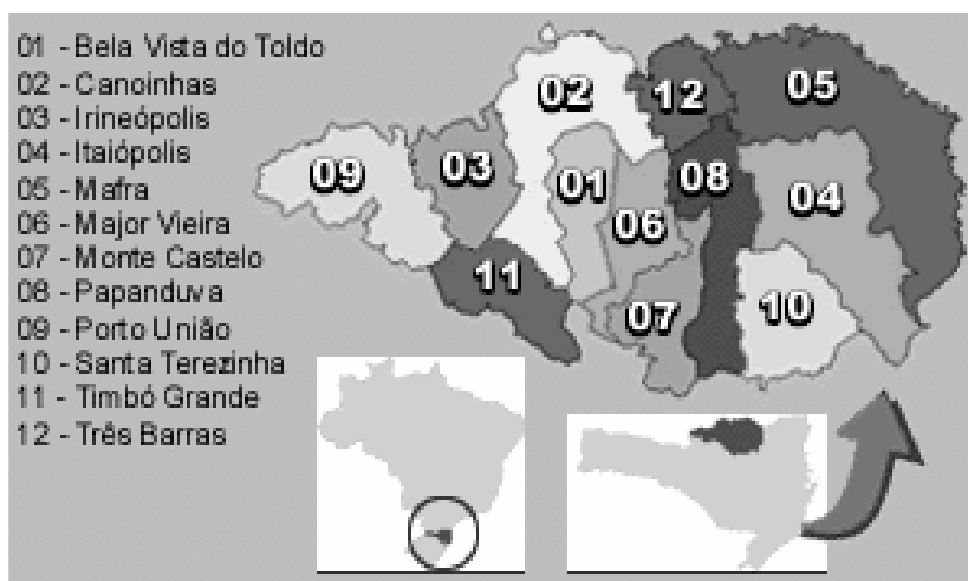 01 - Bela Vista do Toldo
02 - Canoinhas
03 - Irineópolis
04 - Itaiópolis
05 - Mafra
06 - Major Vieira
07 - Monte Castelo
08 - Papanduva
09 - Porto União
10 - Santa Terezinha
11 - Timbó Grande
12 - Três Barras
02
12
05
09
03
01
08
04
06
11
07
10